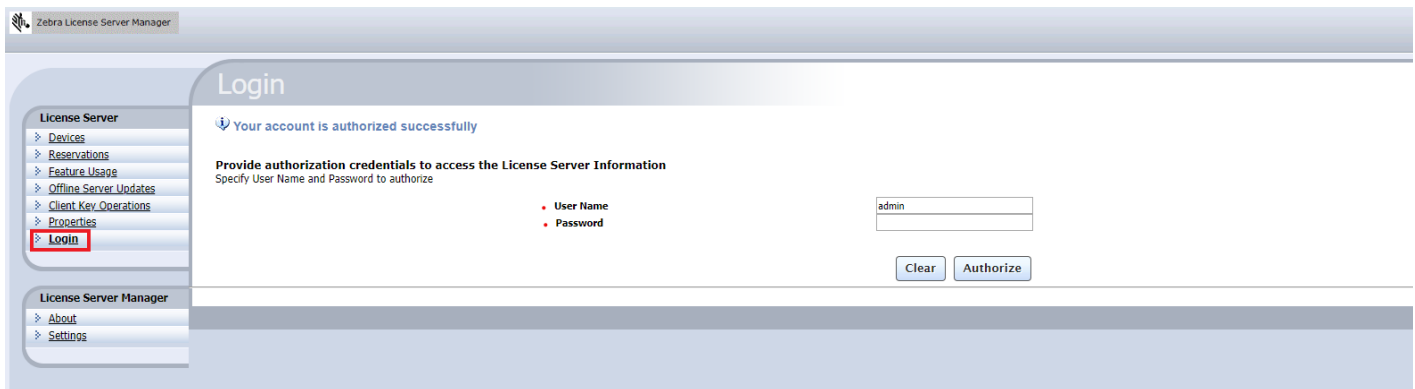 Zebra License Server Manager
Login
License Server
Devices
Reservations
Feature Usage
Offline Server Updates
Client Key Operations
Properties
Login
License Server Manager
About
Settings
Your account is authorized successfully
Provide authorization credentials to access the License Server Information
Specify User Name and Password to authorize
User Name
admin
Password
Clear
Authorize